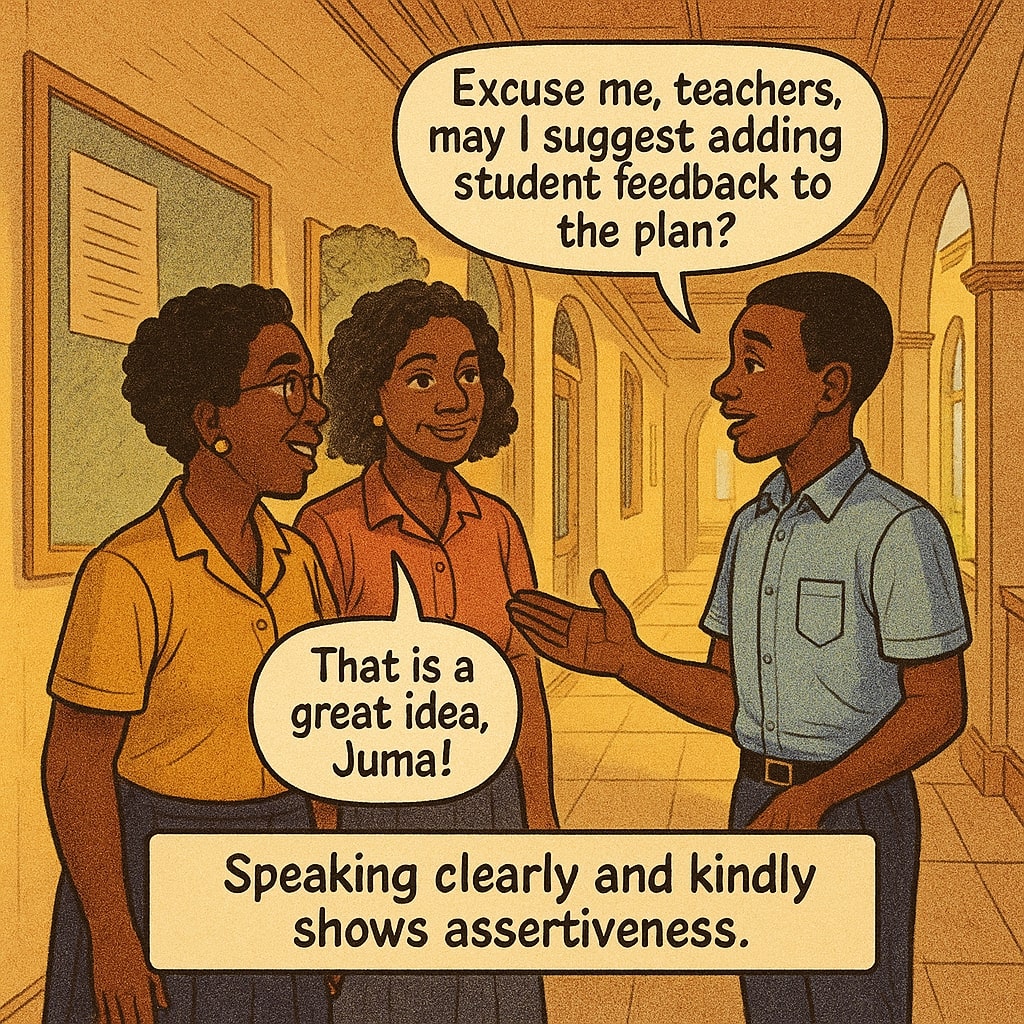 Excuse me, teachers,
may I suggest adding
student feedback to
the plan?
That is a
great idea,
Juma!
Speaking clearly and kindly
shows assertiveness.